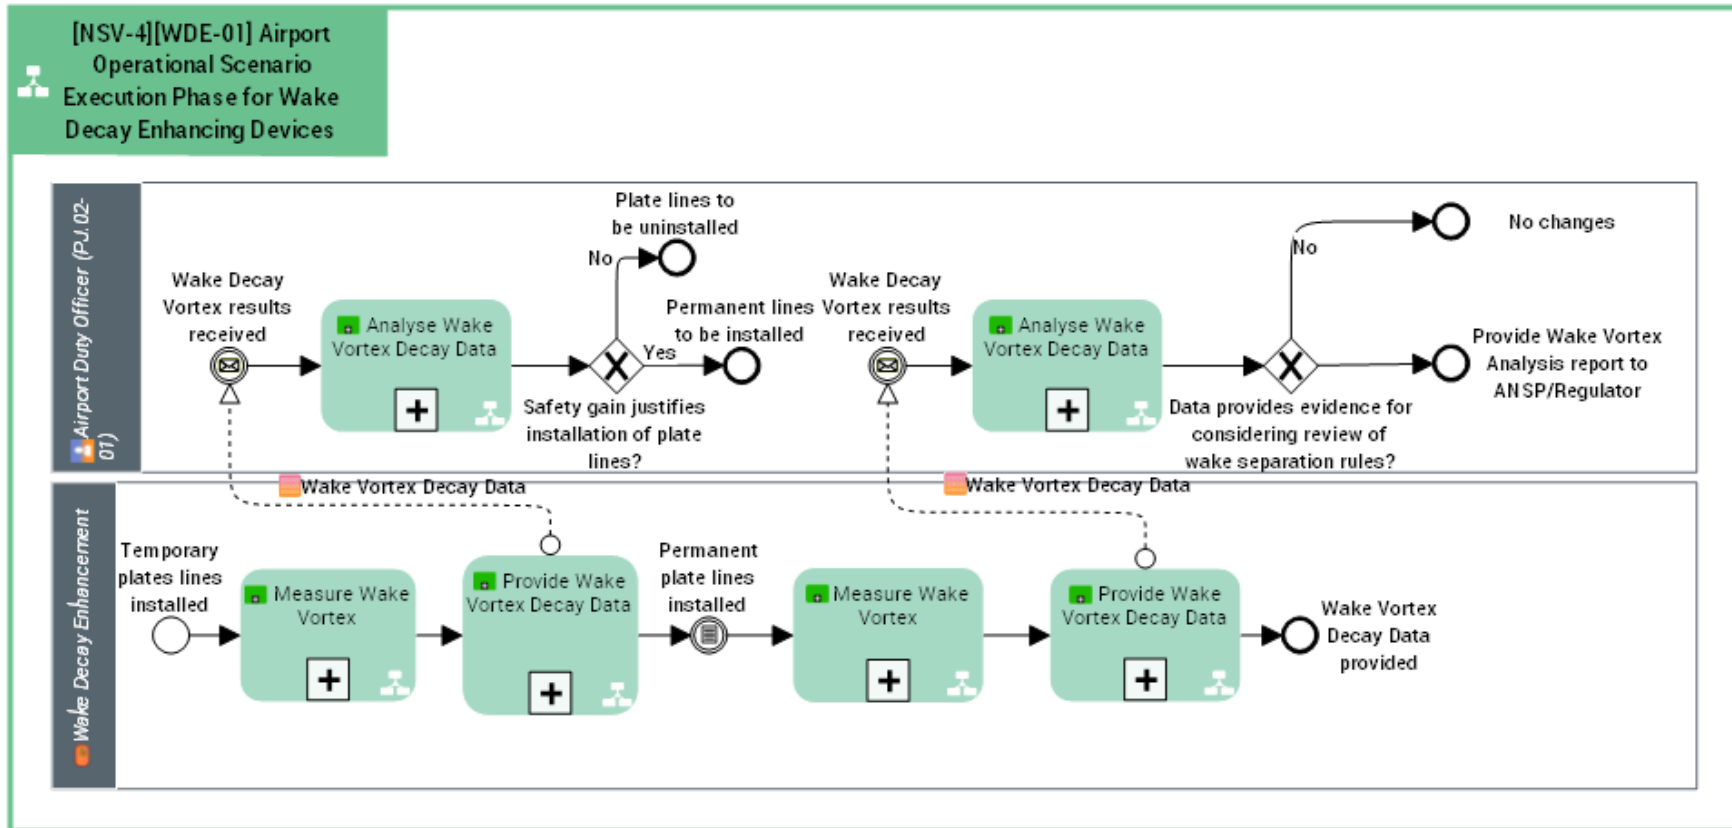 [NSV-4][WDE-01] Airport
Operational Scenario
Execution Phase for Wake
Decay Enhancing Devices
Airport Duty Officer (PJ.02-
01)
Wake Decay
Vortex results
received
Analyse Wake
Vortex Decay Data
Plate lines to
be uninstalled
No
Permanent lines
to be installed
Yes
Safety gain justifies
installation of plate
lines?
Wake Decay
Vortex results
received
Analyse Wake
Vortex Decay Data
No
No changes
Provide Wake Vortex
Analysis report to
ANSP/Regulator
Data provides evidence for
considering review of
wake separation rules?
Wake Vortex Decay Data
Wake Vortex Decay Data
Wake Decay Enhancement
Temporary
plates lines
installed
Measure Wake
Vortex
Provide Wake
Vortex Decay Data
Permanent
plate lines
installed
Measure Wake
Vortex
Provide Wake
Vortex Decay Data
Wake Vortex
Decay Data
provided